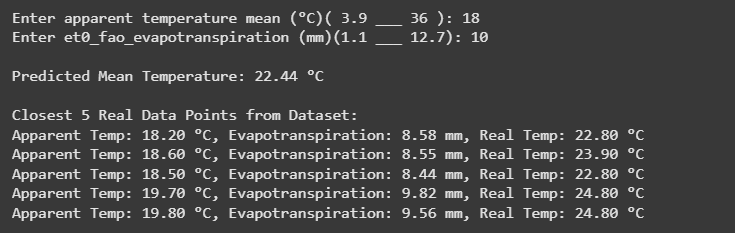 Enter apparent temperature mean (°C)( 3.9 ___ 36 ): 18
Enter et0_fao_evapotranspiration (mm)(1.1 ___ 12.7): 10
Predicted Mean Temperature: 22.44 °C
Closest 5 Real Data Points from Dataset:
Apparent Temp: 18.20 °C, Evapotranspiration: 8.58 mm, Real Temp: 22.80 °C
Apparent Temp: 18.60 °C, Evapotranspiration: 8.55 mm, Real Temp: 23.90 °C
Apparent Temp: 18.50 °C, Evapotranspiration: 8.44 mm, Real Temp: 22.80 °C
Apparent Temp: 19.70 °C, Evapotranspiration: 9.82 mm, Real Temp: 24.80 °C
Apparent Temp: 19.80 °C, Evapotranspiration: 9.56 mm, Real Temp: 24.80 °C